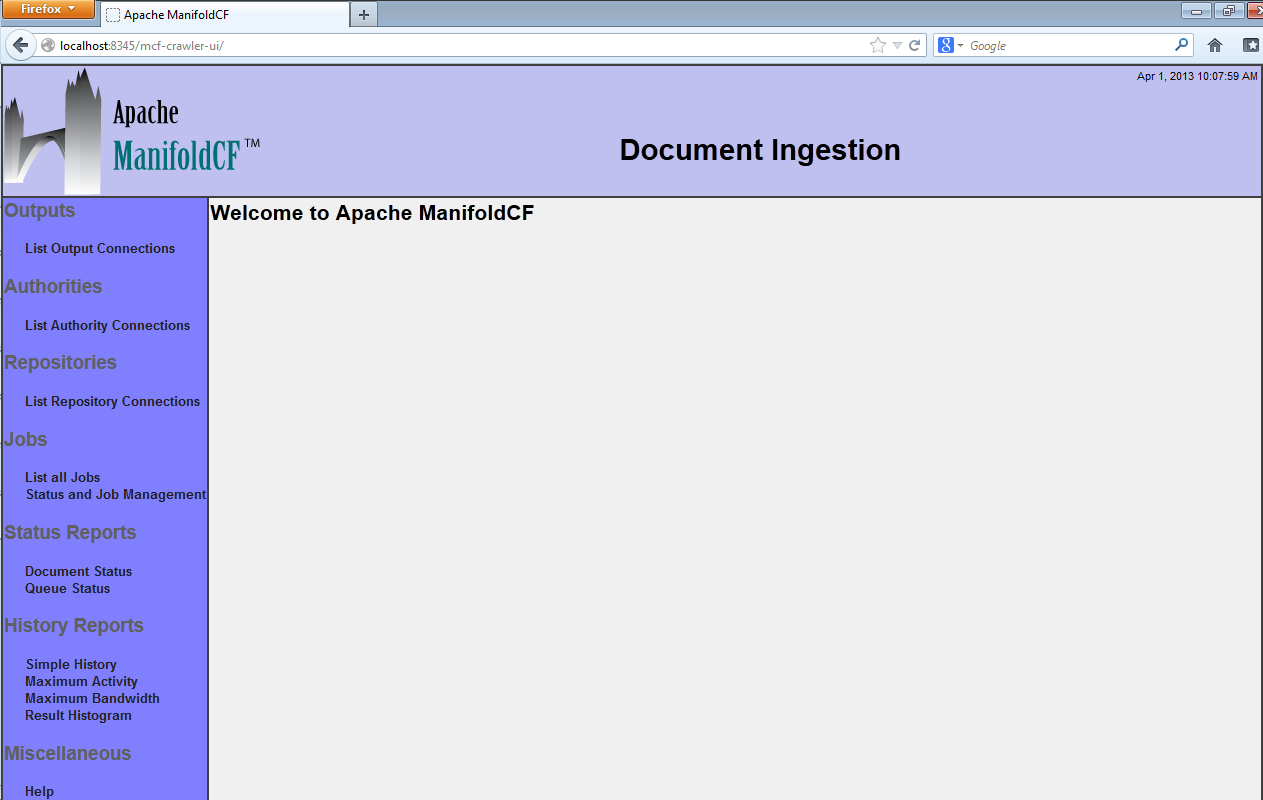 Firefox
Apache ManifoldCF
localhost:8345/mcf-crawler-ui/
Google
Apr 1, 2013 10:07:59 AM
Apache
ManifoldCF™
Document Ingestion
Outputs
List Output Connections
Authorities
List Authority Connections
Repositories
List Repository Connections
Jobs
List all Jobs
Status and Job Management
Status Reports
Document Status
Queue Status
History Reports
Simple History
Maximum Activity
Maximum Bandwidth
Result Histogram
Miscellaneous
Help
Welcome to Apache ManifoldCF